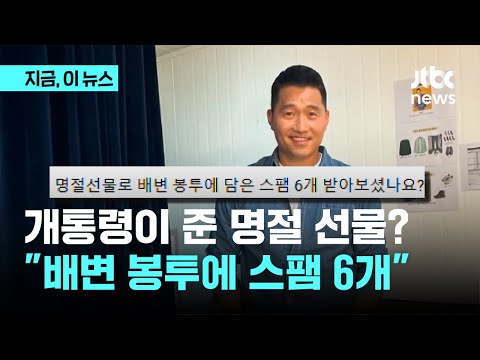 지금, 이 뉴스
jtbc
news
명절선물로 배변 봉투에 담은 스팸 6개 받아보셨나요?
개통령이 준 명절 선물?
"배변 봉투에 스팸 6개"